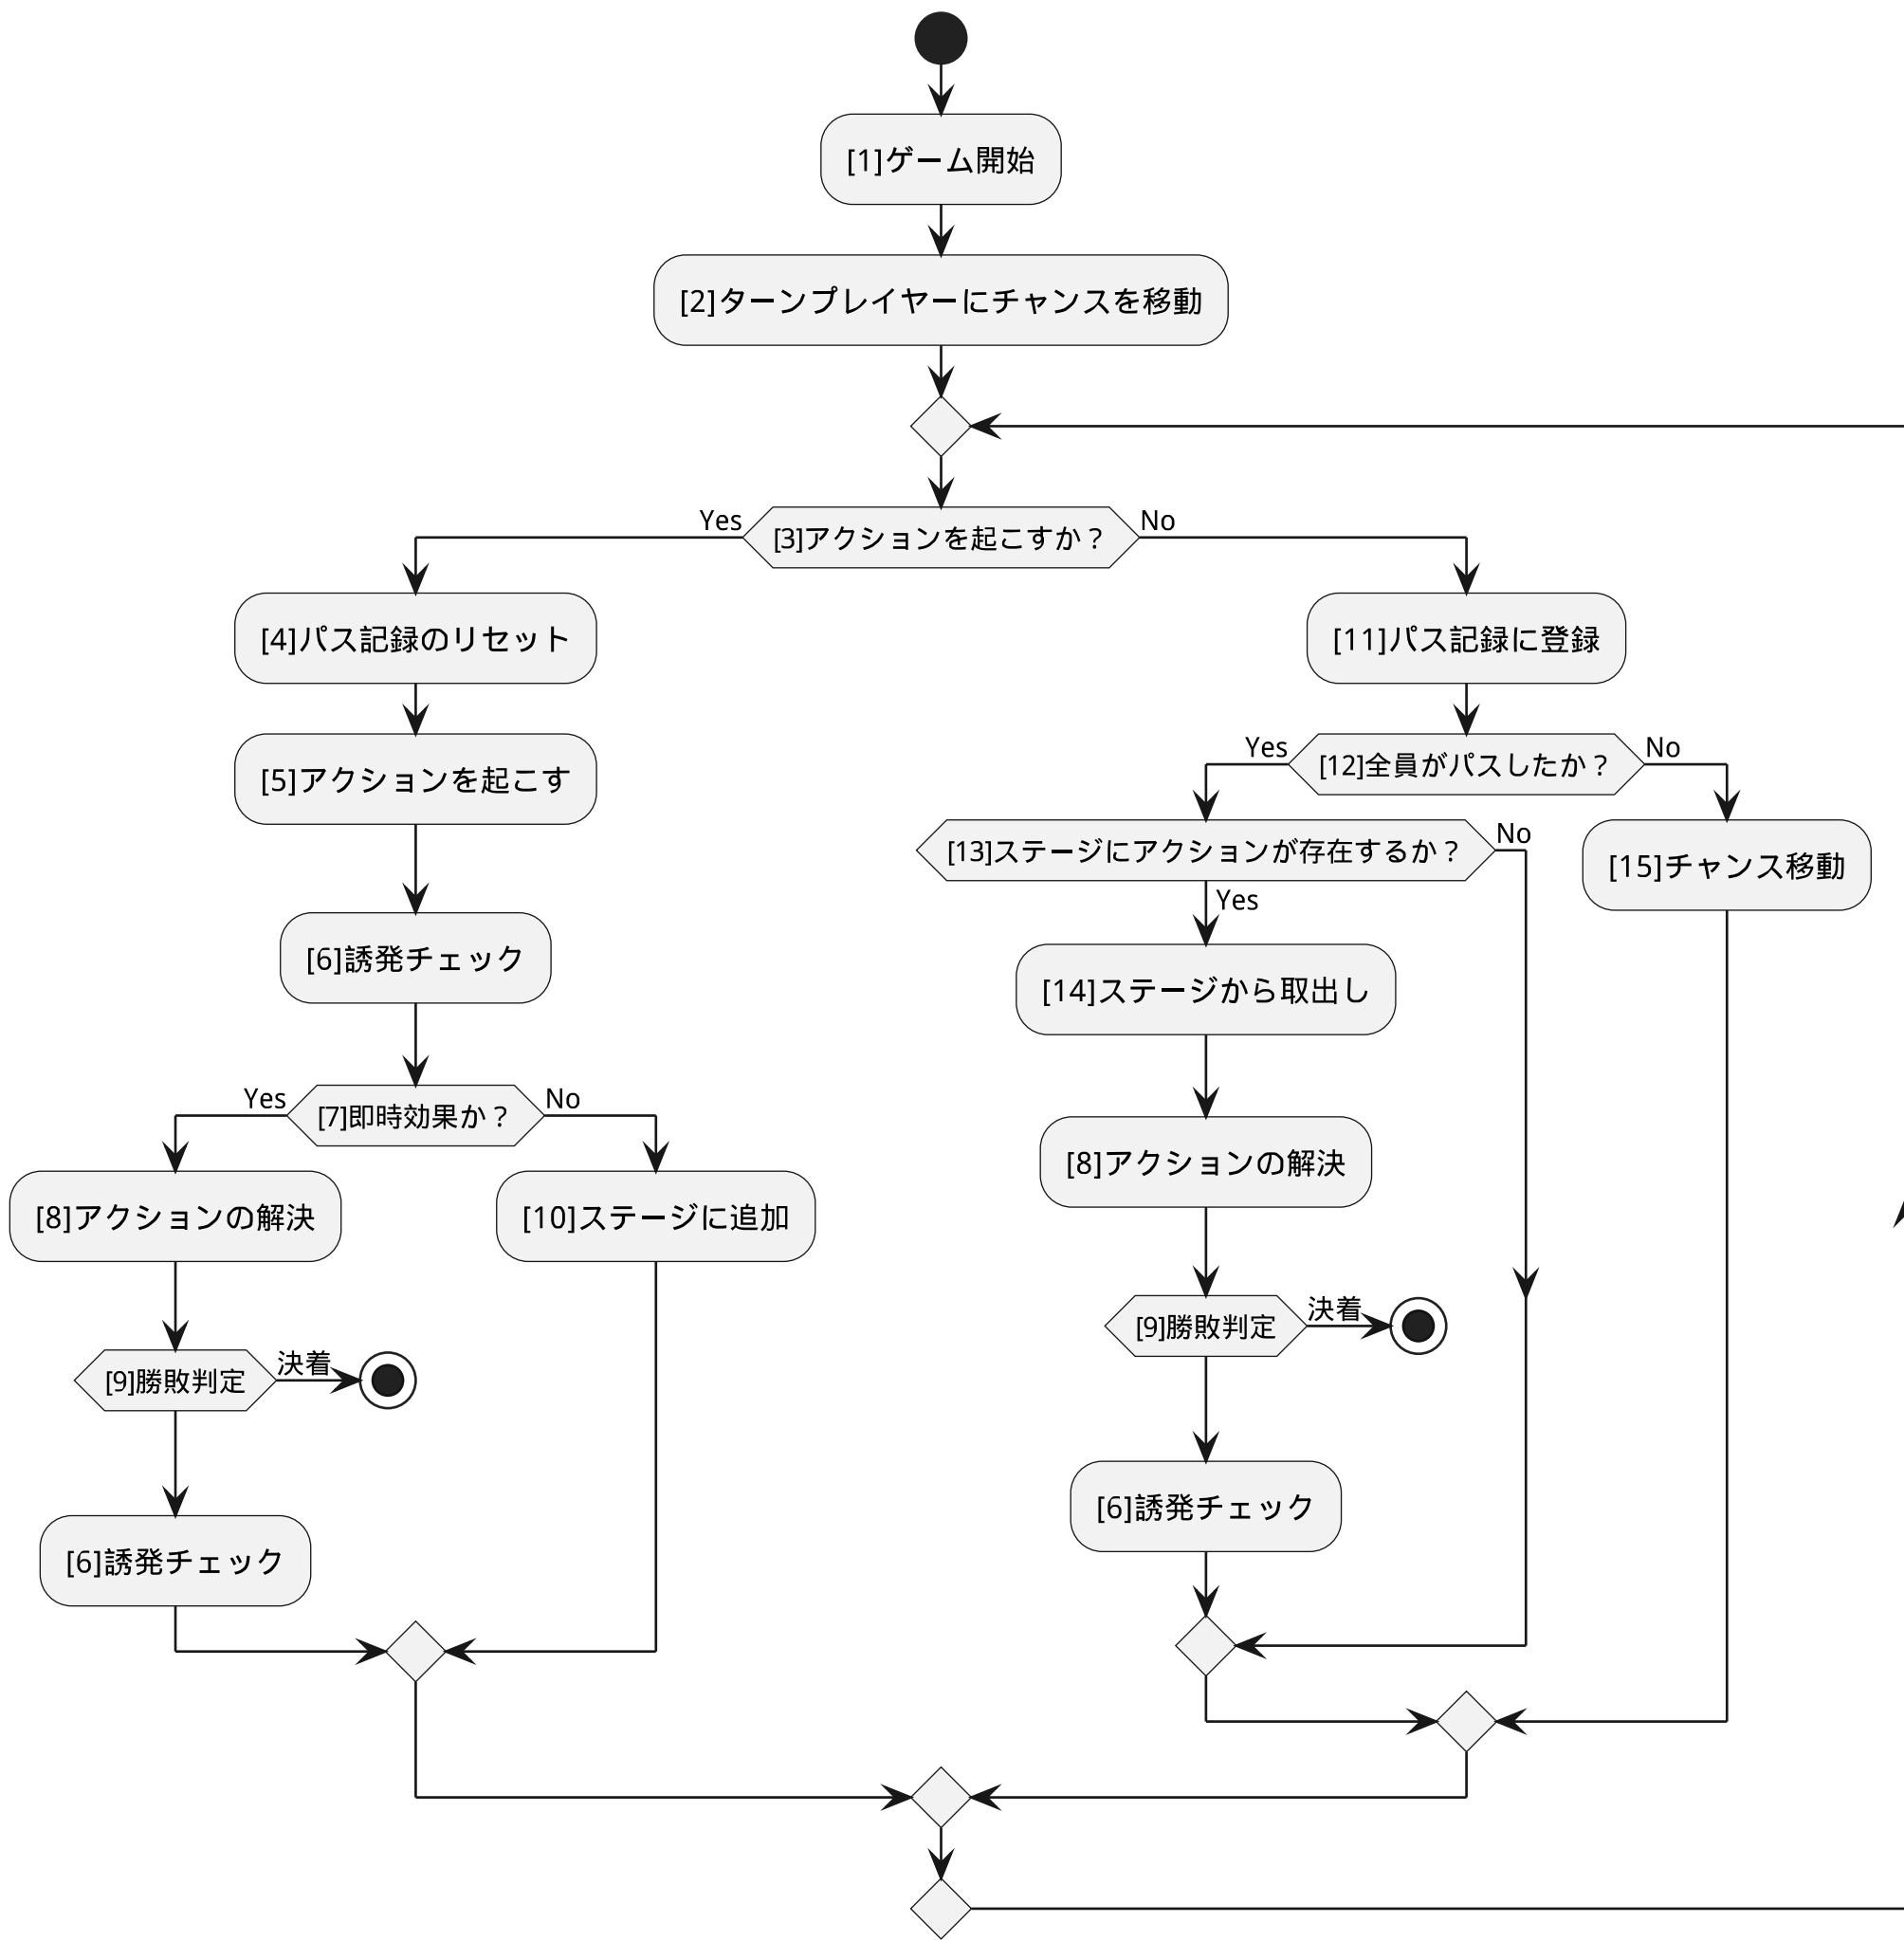 [1]ゲーム開始
[2]ターンプレイヤーにチャンスを移動
Yes
[3]アクションを起こすか？
No
[4]パス記録のリセット
[5]アクションを起こす
[6]誘発チェック
Yes
[7]即時効果か？
No
[8]アクションの解決
[9]勝敗判定
決着
[6]誘発チェック
[10]ステージに追加
[11]パス記録に登録
Yes
[12]全員がパスしたか？
No
[13]ステージにアクションが存在するか？
No
Yes
[14]ステージから取出し
[8]アクションの解決
[9]勝敗判定
決着
[6]誘発チェック
[15]チャンス移動